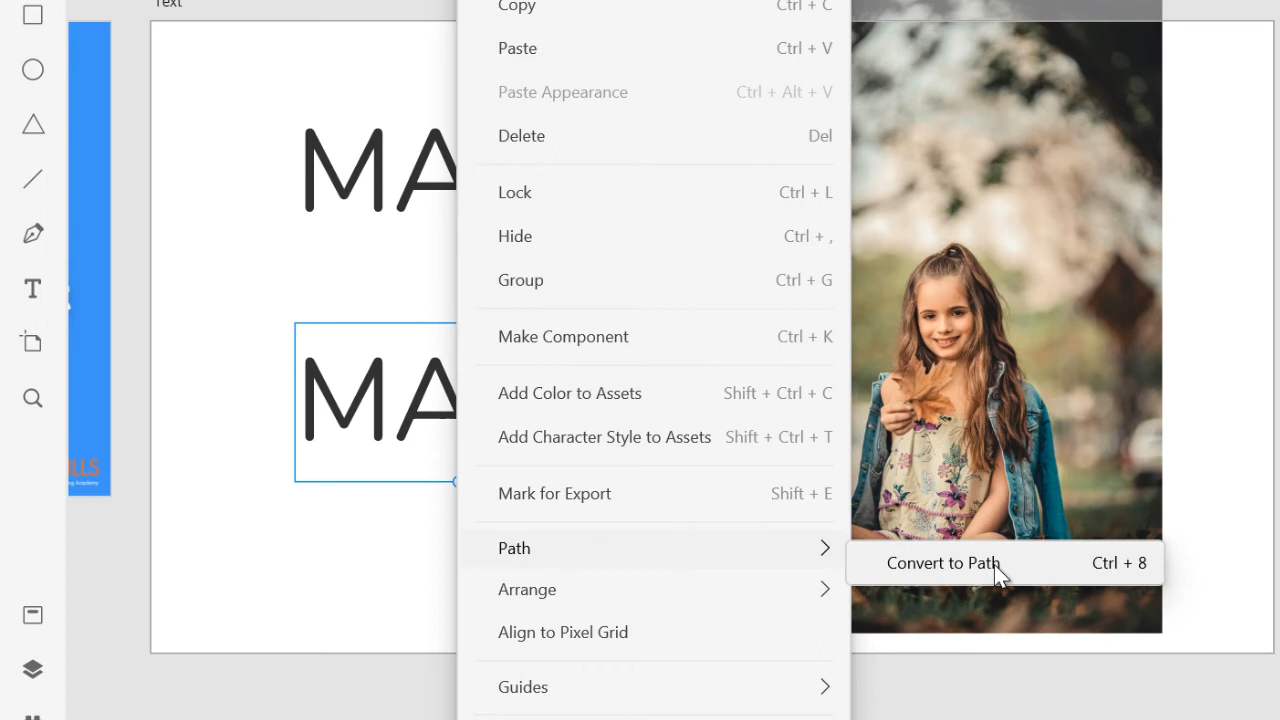 Text
Copy Ctrl + C
Paste Ctrl + V
Paste Appearance Ctrl + Alt + V
Delete Del
Lock Ctrl + L
Hide Ctrl + ,
Group Ctrl + G
Make Component Ctrl + K
Add Color to Assets Shift + Ctrl + C
Add Character Style to Assets Shift + Ctrl + T
Mark for Export Shift + E
Path
Convert to Path Ctrl + 8
Arrange
Align to Pixel Grid
Guides
MA
MA
T
LLS
ng Academy